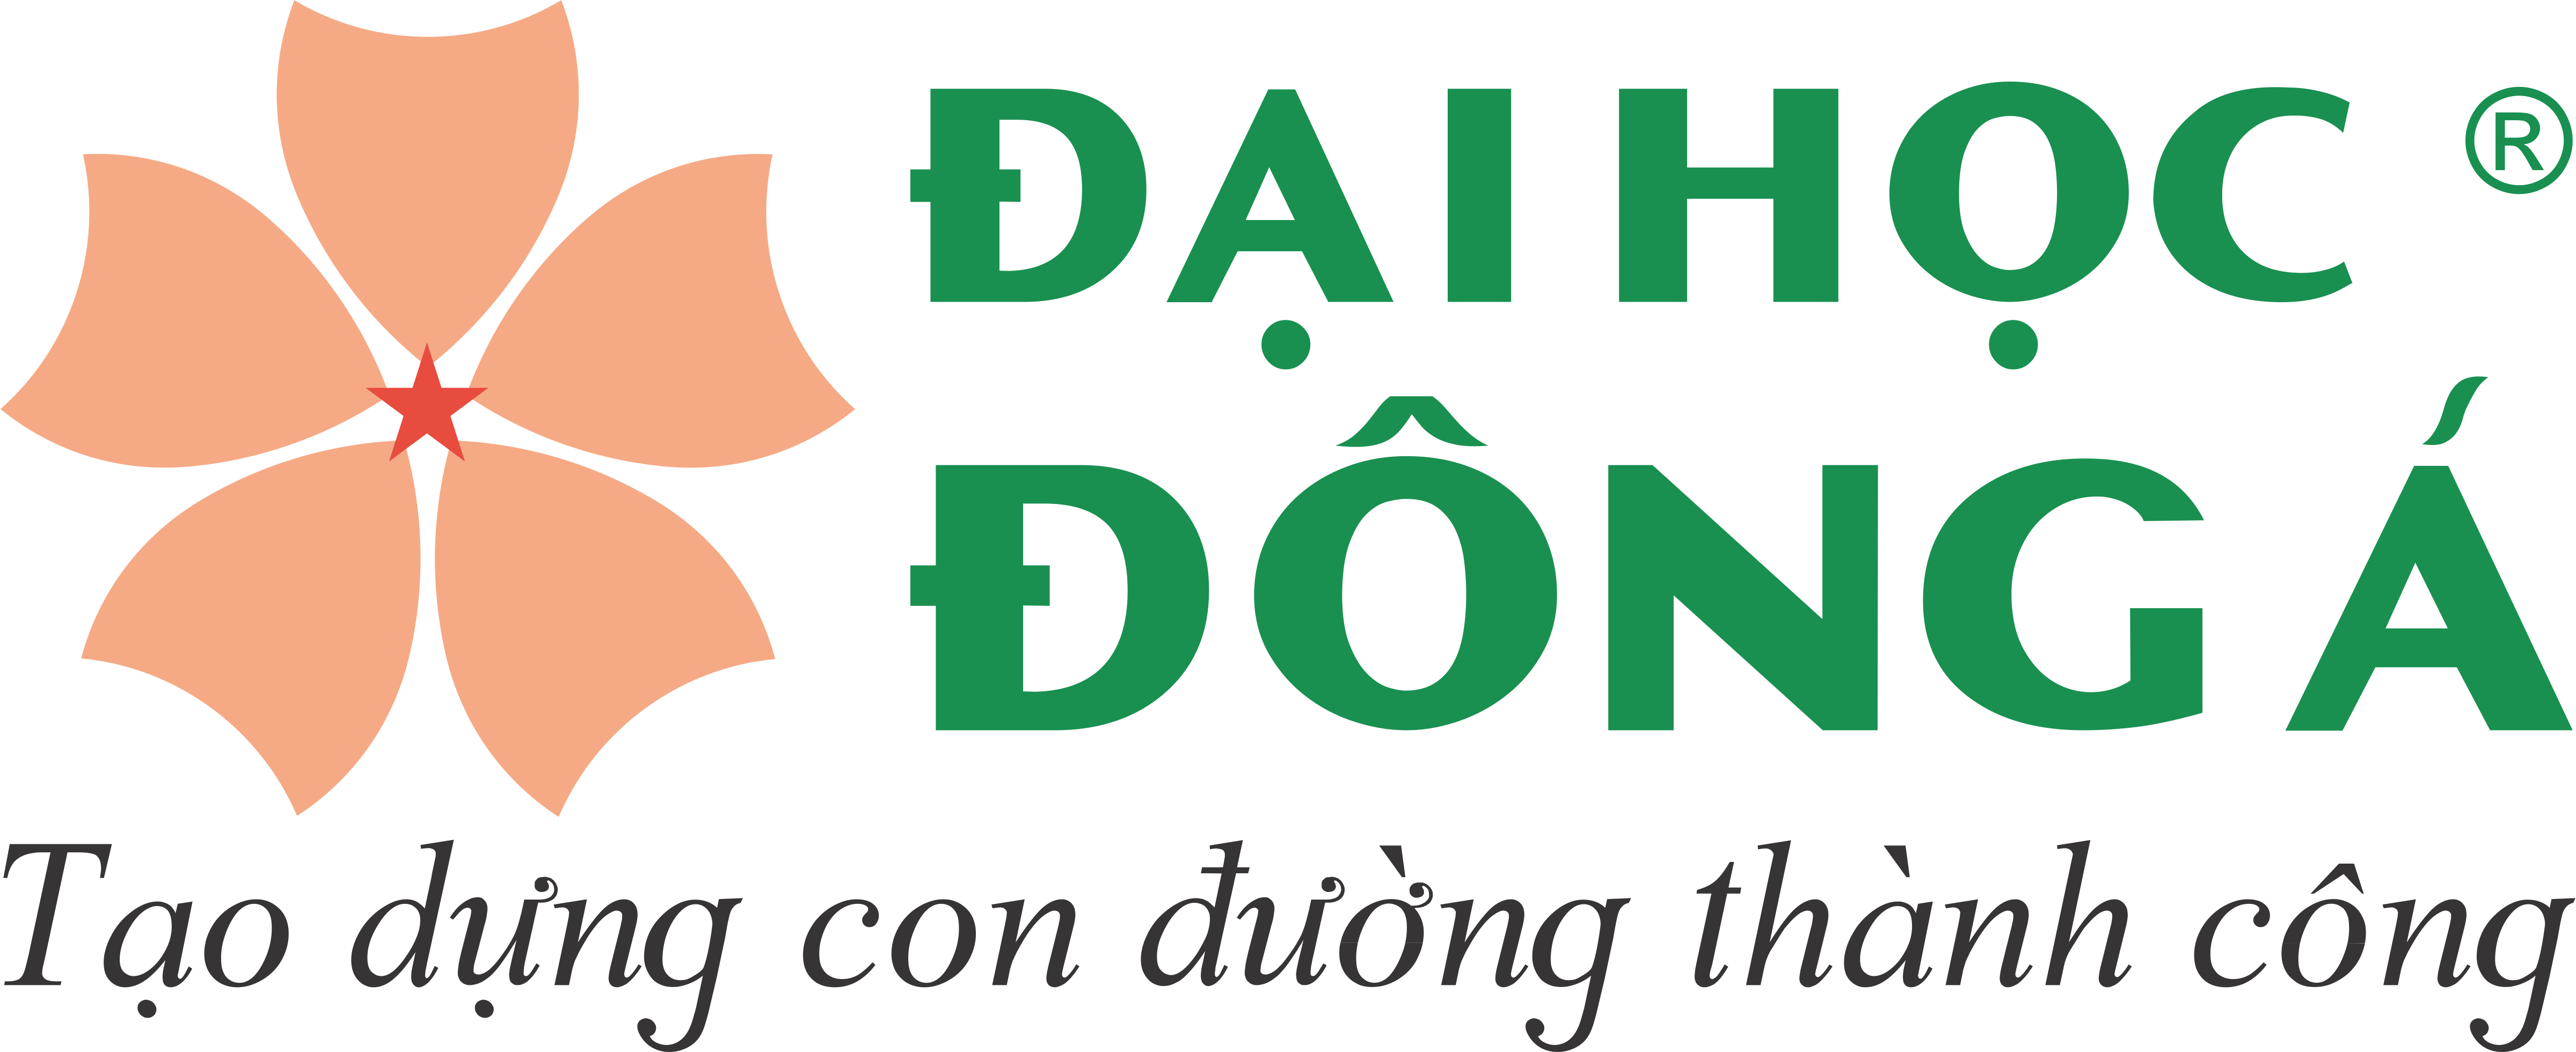 ĐẠI HỌC ®
ĐÔNG Á
Tạo dựng con đường thành công